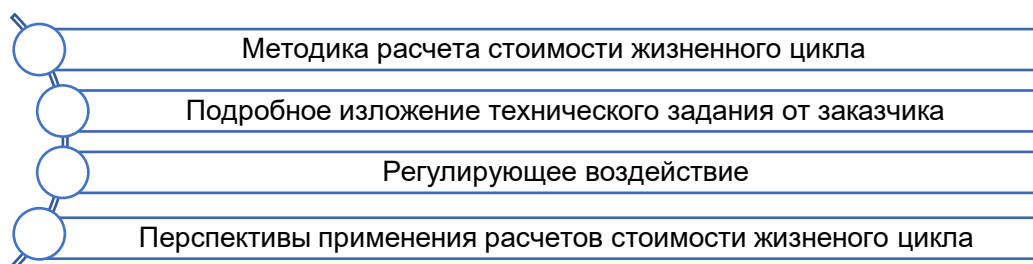 Методика расчета стоимости жизненного цикла
Подробное изложение технического задания от заказчика
Регулирующее воздействие
Перспективы применения расчетов стоимости жизненого цикла